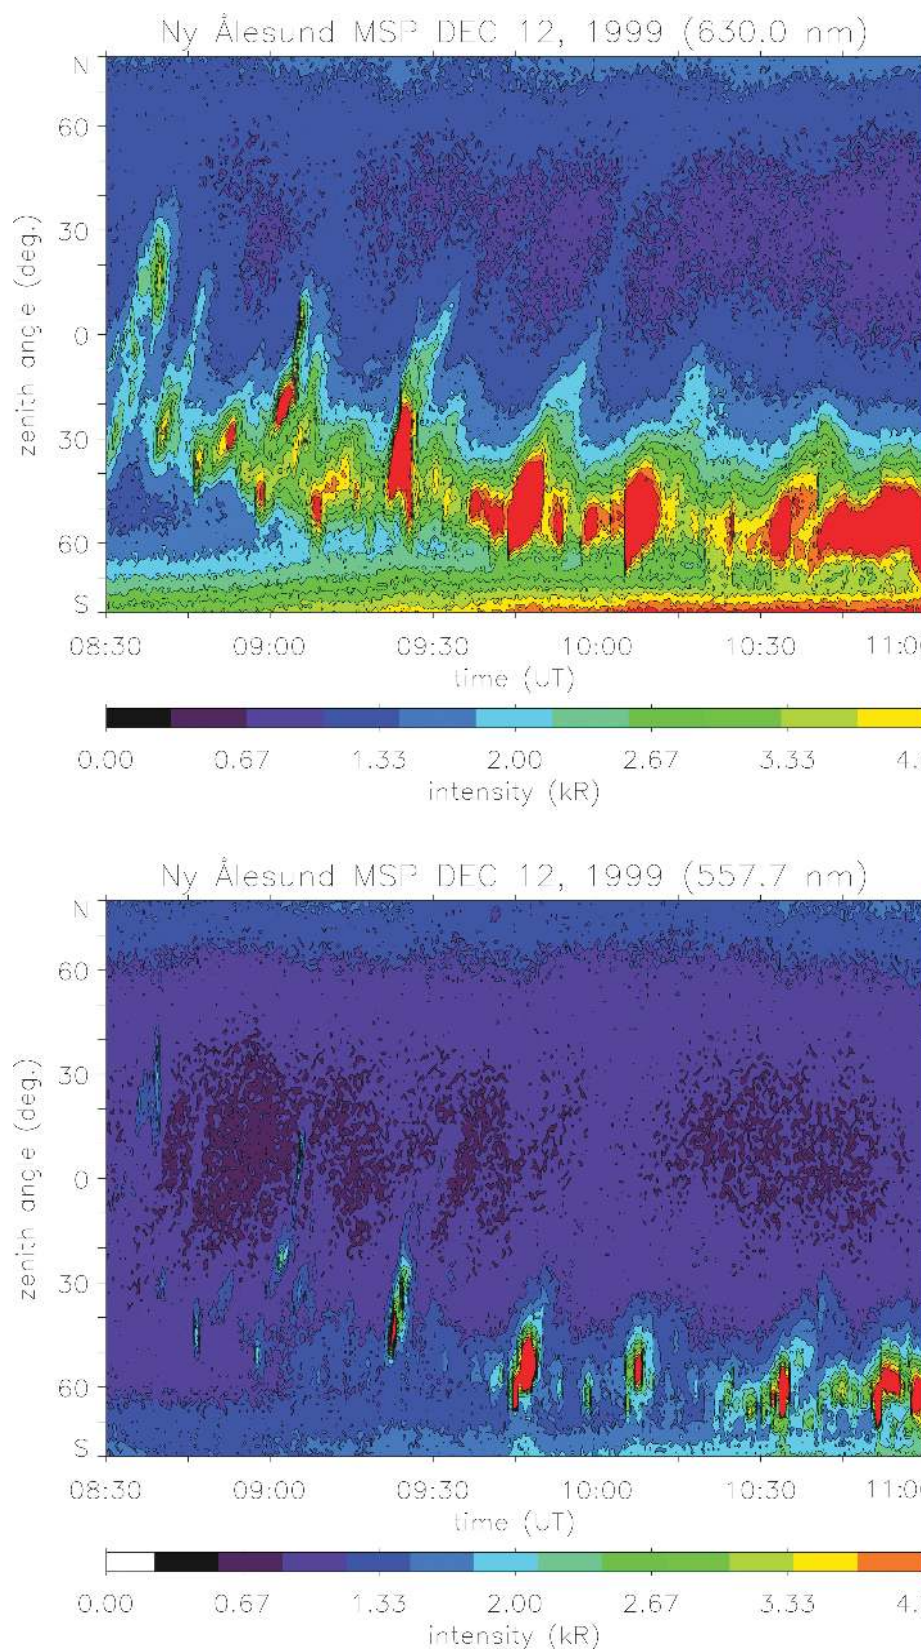 Ny Ålesund MSP DEC 12, 1999 (630.0 nm)
N
60
30
0
30
60
S
zenith angle (deg.)
08:30 09:00 09:30 10:00 10:30 11:00
time (UT)
0.00 0.67 1.33 2.00 2.67 3.33
intensity (kR)
Ny Ålesund MSP DEC 12, 1999 (557.7 nm)
N
60
30
0
30
60
S
zenith angle (deg.)
08:30 09:00 09:30 10:00 10:30 11:00
time (UT)
0.00 0.67 1.33 2.00 2.67 3.33
intensity (kR)